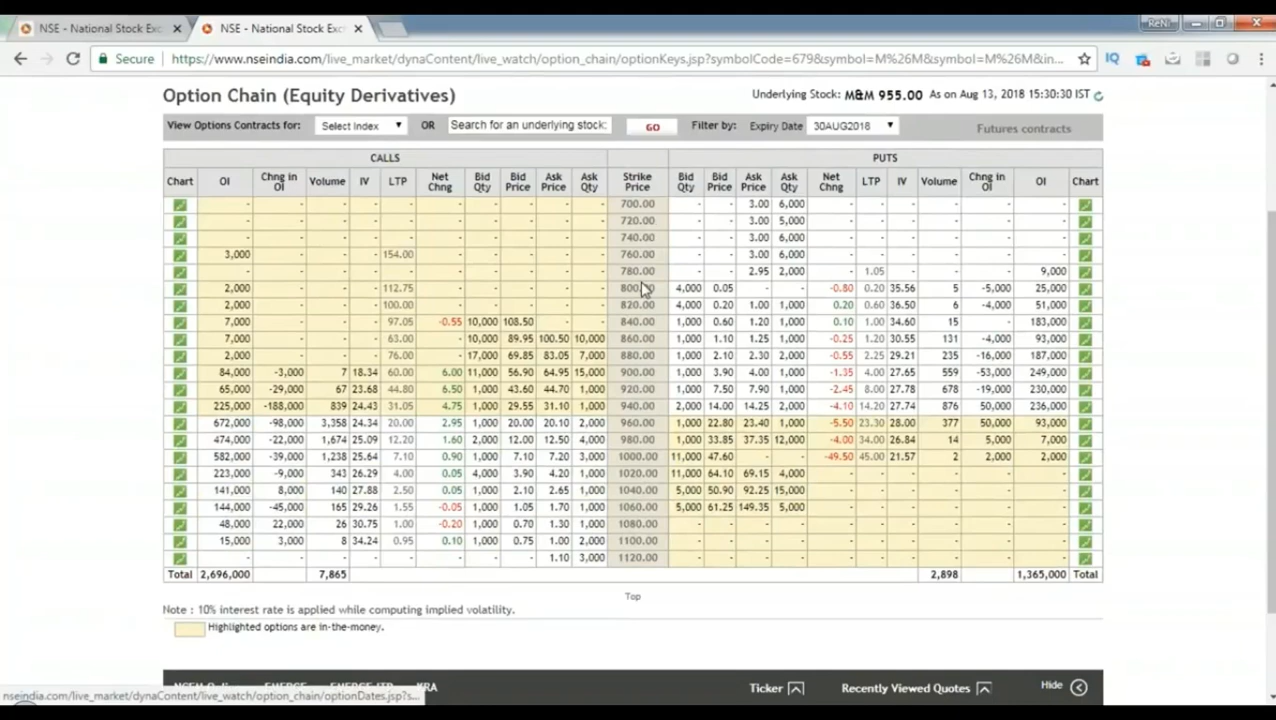 NSE - National Stock Exc × NSE - National Stock Exc × ReNi
Secure https://www.nseindia.com/live_market/dynaContent/live_watch/option_chain/optionKeys.jsp?symbolCode=679&symbol=M%26M&symbol=M%26M&in... IQ
Option Chain (Equity Derivatives) Underlying Stock: M&M 955.00 As on Aug 13, 2018 15:30:30 IST
View Options Contracts for: Select Index OR Search for an underlying stock: GO Filter by: Expiry Date 30AUG2018 Futures contracts
CALLS PUTS
Chart OI Chng in OI Volume IV LTP Net Chng Bid Qty Bid Price Ask Price Ask Qty Strike Price Bid Qty Bid Price Ask Price Ask Qty Net Chng LTP IV Volume Chng in OI OI Chart
- - - - - - - - - - 700.00 - - 3.00 6,000 - - - - - -
- - - - - - - - - - 720.00 - - 3.00 5,000 - - - - - -
- - - - - - - - - - 740.00 - - 3.00 6,000 - - - - - -
3,000 - - - 154.00 - - - - - 760.00 - - 3.00 6,000 - - - - - -
- - - - - - - - - - 780.00 - - 2.95 2,000 - 1.05 - - - 9,000
2,000 - - - 112.75 - - - - - 800 4,000 0.05 - - -0.80 0.20 35.56 5 -5,000 25,000
2,000 - - - 100.00 - - - - - 820.00 4,000 0.20 1.00 1,000 0.20 0.60 36.50 6 -4,000 51,000
7,000 - - - 97.05 -0.55 10,000 108.50 - - 840.00 1,000 0.60 1.20 1,000 0.10 1.00 34.60 15 - 183,000
7,000 - - - 63.00 - 10,000 89.95 100.50 10,000 860.00 1,000 1.10 1.25 1,000 -0.25 1.20 30.55 131 -4,000 93,000
2,000 - - - 76.00 - 17,000 69.85 83.05 7,000 880.00 1,000 2.10 2.30 2,000 -0.55 2.25 29.21 235 -16,000 187,000
84,000 -3,000 7 18.34 60.00 6.00 11,000 56.90 64.95 15,000 900.00 1,000 3.90 4.00 1,000 -1.35 4.00 27.65 559 -53,000 249,000
65,000 -29,000 67 23.68 44.80 6.50 1,000 43.60 44.70 1,000 920.00 1,000 7.50 7.90 1,000 -2.45 8.00 27.78 678 -19,000 230,000
225,000 -188,000 839 24.43 31.05 4.75 1,000 29.55 31.10 1,000 940.00 2,000 14.00 14.25 2,000 -4.10 14.20 27.74 876 50,000 236,000
672,000 -98,000 3,358 24.34 20.00 2.95 1,000 20.00 20.10 1,000 960.00 1,000 22.80 23.40 1,000 -5.50 23.30 28.00 377 50,000 93,000
474,000 -22,000 1,674 25.09 12.20 1.60 2,000 12.00 12.50 4,000 980.00 1,000 33.85 37.35 12,000 -4.00 34.00 26.84 14 5,000 7,000
582,000 -39,000 1,238 25.64 7.10 0.90 1,000 7.10 7.20 3,000 1000.00 11,000 47.60 - - -49.50 45.00 21.57 2 2,000 2,000
223,000 -9,000 343 26.29 4.00 0.05 4,000 3.90 4.20 1,000 1020.00 11,000 64.10 69.15 4,000 - - - - - -
141,000 8,000 140 27.88 2.50 0.05 1,000 2.10 2.65 1,000 1040.00 5,000 50.90 92.25 15,000 - - - - - -
144,000 -45,000 165 29.26 1.55 -0.05 1,000 1.05 1.70 1,000 1060.00 5,000 61.25 149.35 5,000 - - - - - -
48,000 22,000 26 30.75 1.00 -0.20 1,000 0.70 1.30 1,000 1080.00 - - - - - - - - - -
15,000 3,000 8 34.24 0.95 0.10 1,000 0.75 1.00 2,000 1100.00 - - - - - - - - - -
- - - - - - - - 1.10 3,000 1120.00 - - - - - - - - - -
Total 2,696,000 7,865 2,898 1,365,000 Total
Top
Note : 10% interest rate is applied while computing implied volatility.
Highlighted options are in-the-money.
Ticker Recently Viewed Quotes Hide
nseindia.com/live_market/dynaContent/live_watch/option_chain/optionDates.jsp?s...